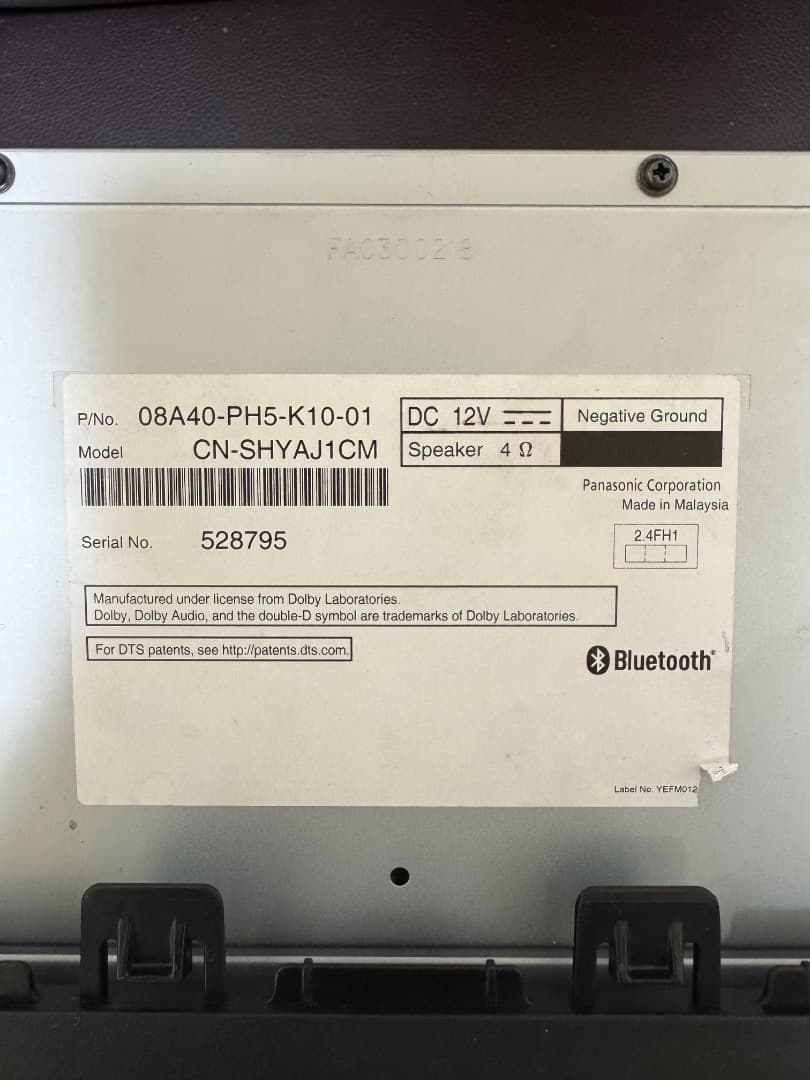 FA0300218
P/No. 08A40-PH5-K10-01
Model CN-SHYAJ1CM
DC 12V
Negative Ground
Speaker 4 Ω
Panasonic Corporation
Made in Malaysia
Serial No. 528795
2.4FH1
Manufactured under license from Dolby Laboratories.
Dolby, Dolby Audio, and the double-D symbol are trademarks of Dolby Laboratories.
For DTS patents, see http://patents.dts.com.
Bluetooth®
Label No. YEFM012